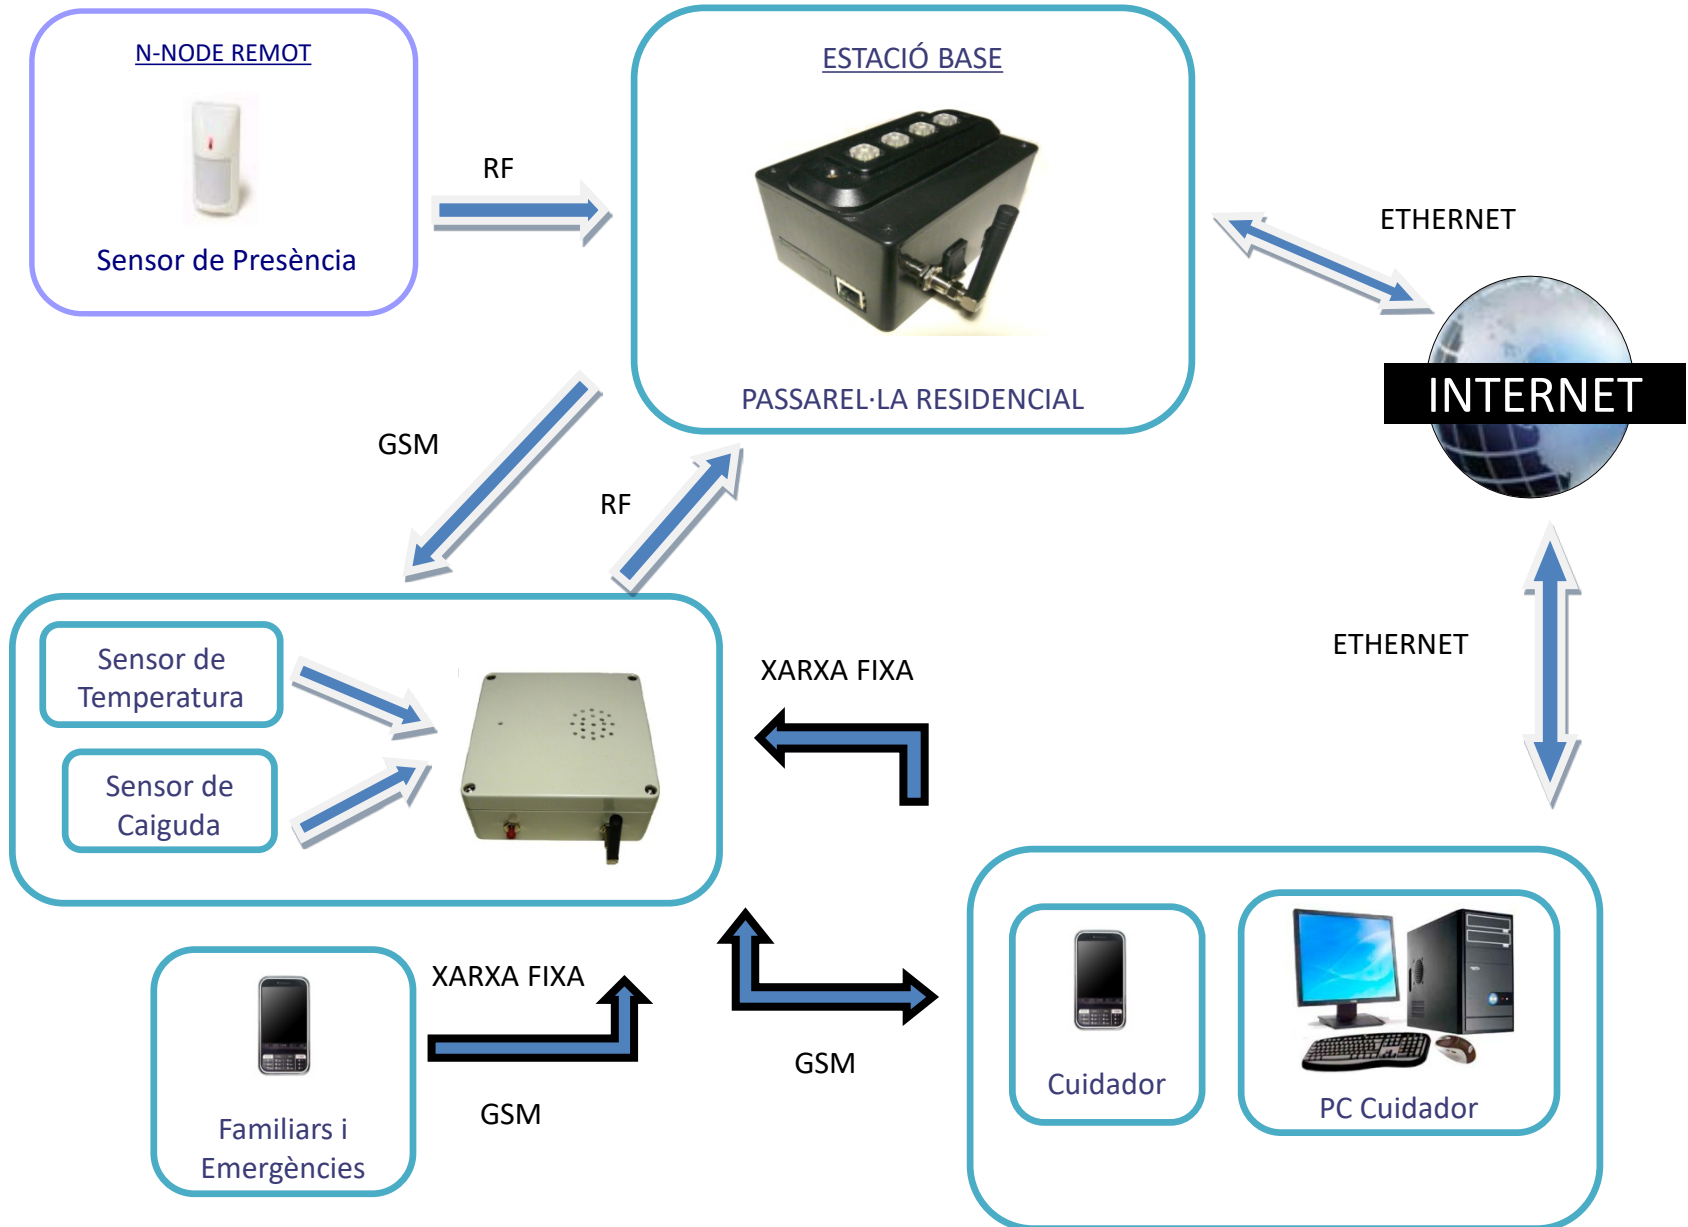 N-NODE REMOT
Sensor de Presència
RF
ESTACIÓ BASE
PASSAREL·LA RESIDENCIAL
ETHERNET
INTERNET
GSM
RF
ETHERNET
Sensor de
Temperatura
Sensor de
Caiguda
XARXA FIXA
XARXA FIXA
GSM
Familiars i
Emergències
GSM
Cuidador
PC Cuidador